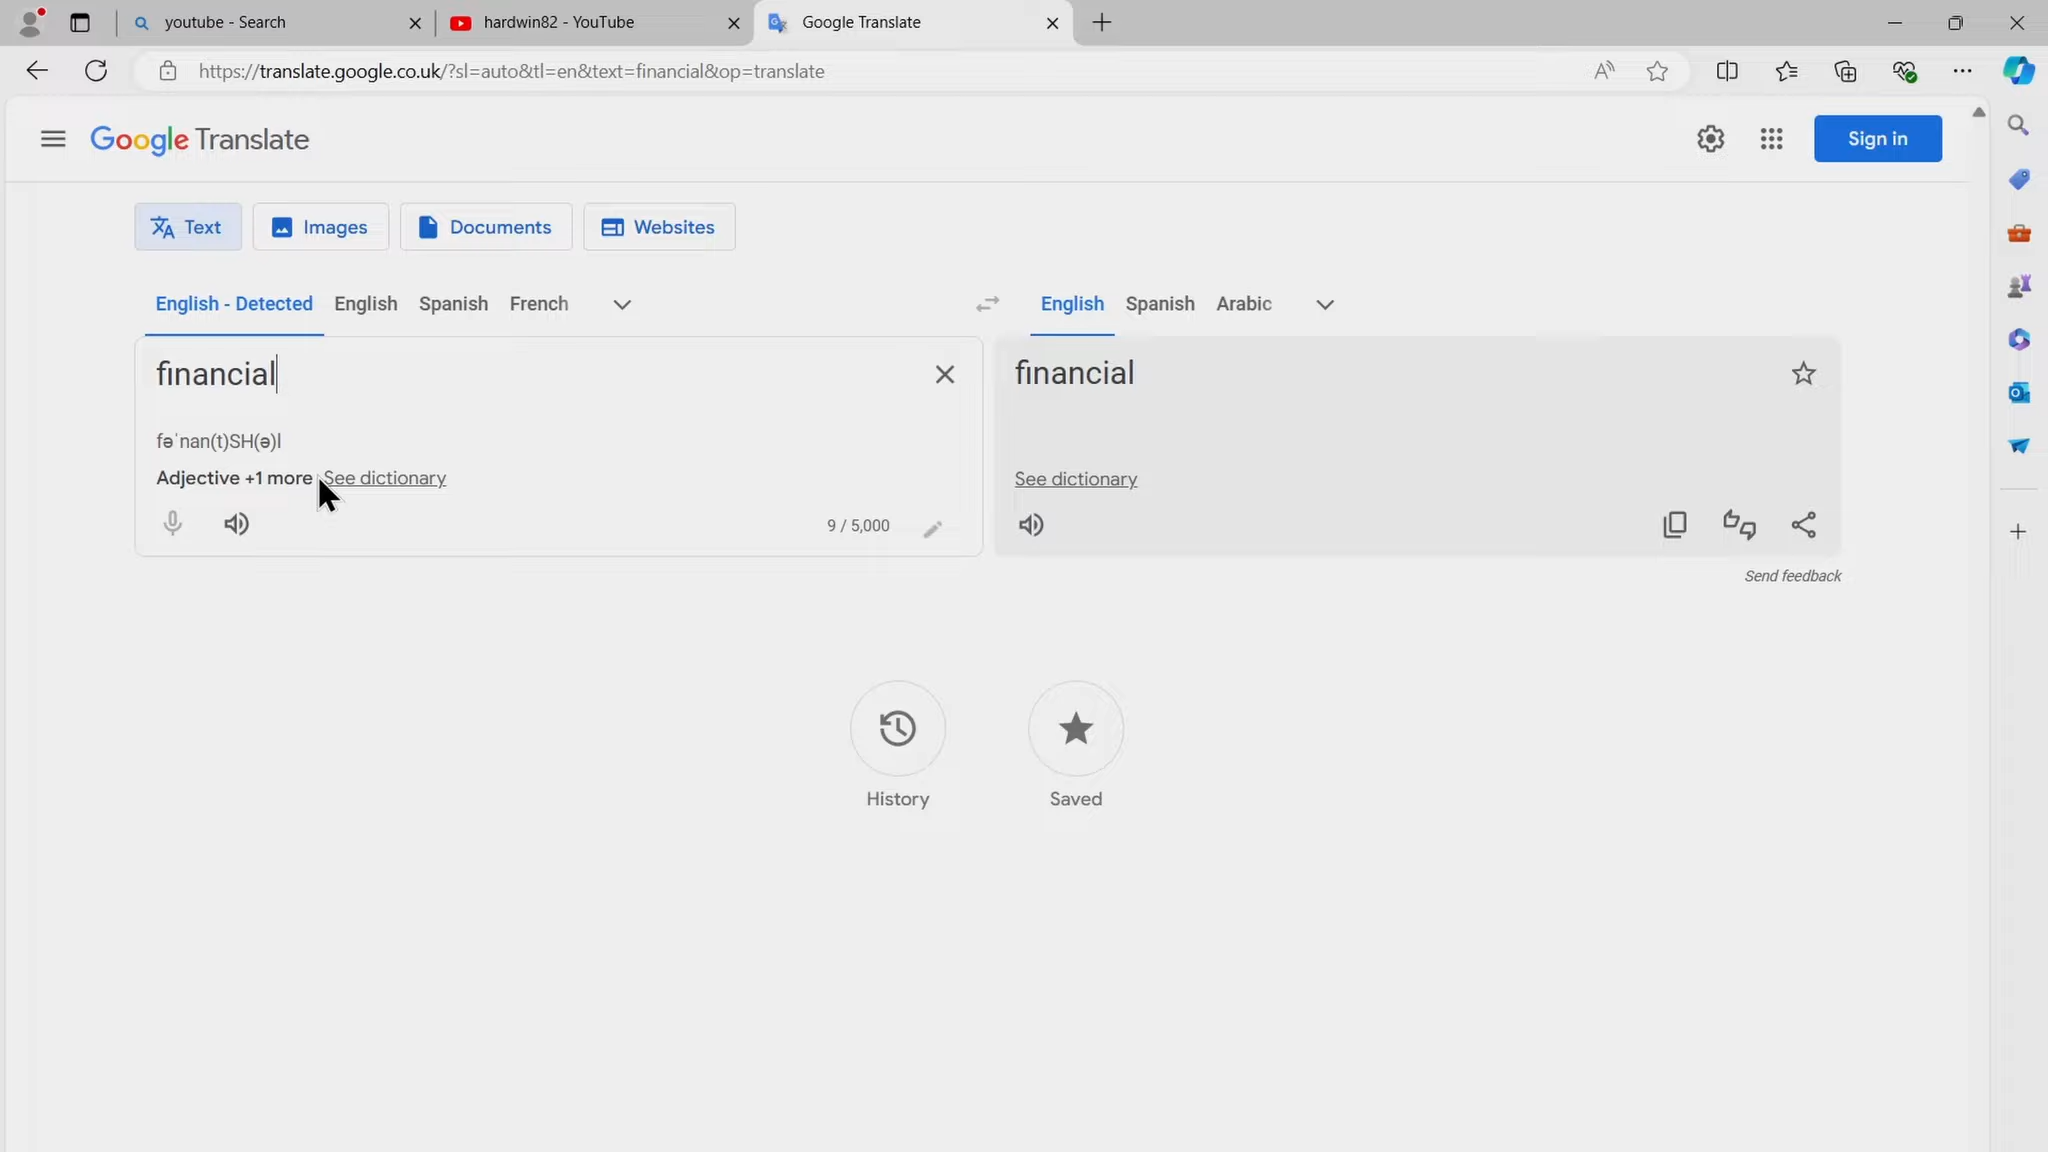 youtube - Search
hardwin82 - YouTube
Google Translate
https://translate.google.co.uk/?sl=auto&tl=en&text=financial&op=translate
Google Translate
Sign in
Text
Images
Documents
Websites
English - Detected
English
Spanish
French
English
Spanish
Arabic
financial
financial
fəˈnan(t)SH(ə)l
Adjective +1 more
See dictionary
See dictionary
9 / 5,000
Send feedback
History
Saved